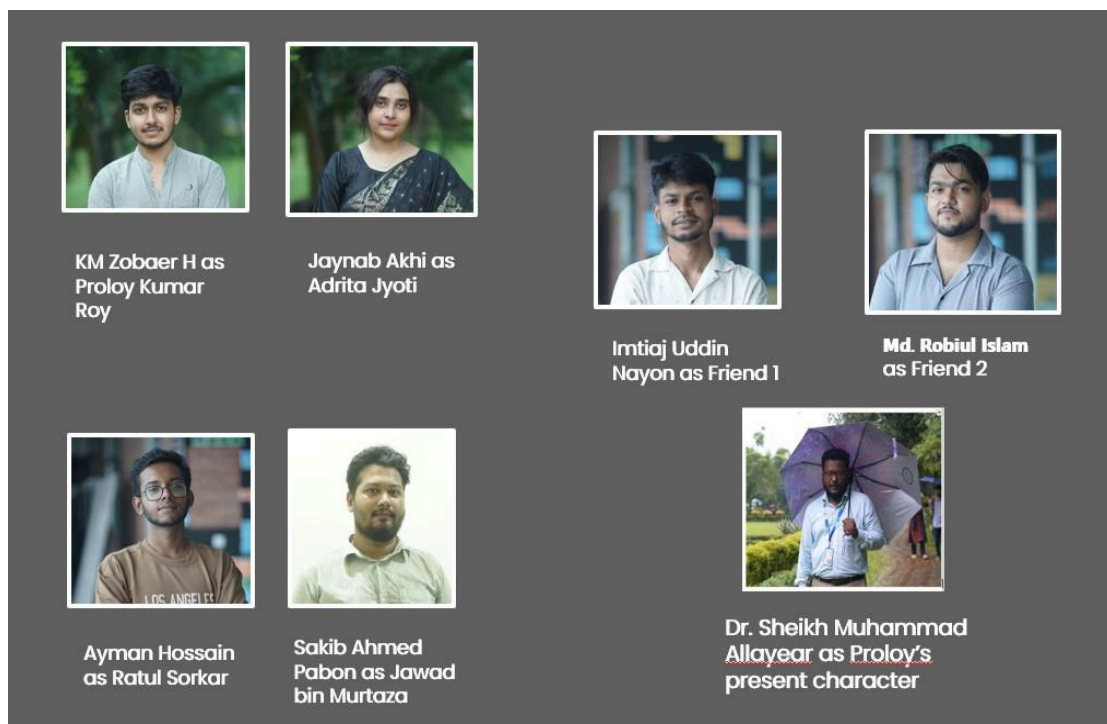 KM Zobaer H as
Proloy Kumar
Roy
Jaynab Akhi as
Adrita Jyoti
Imtiaj Uddin
Nayon as Friend 1
Md. Robiul Islam
as Friend 2
LOS ANGELES
Ayman Hossain
as Ratul Sorkar
Sakib Ahmed
Pabon as Jawad
bin Murtaza
Dr. Sheikh Muhammad
Allayear as Proloy's
present character